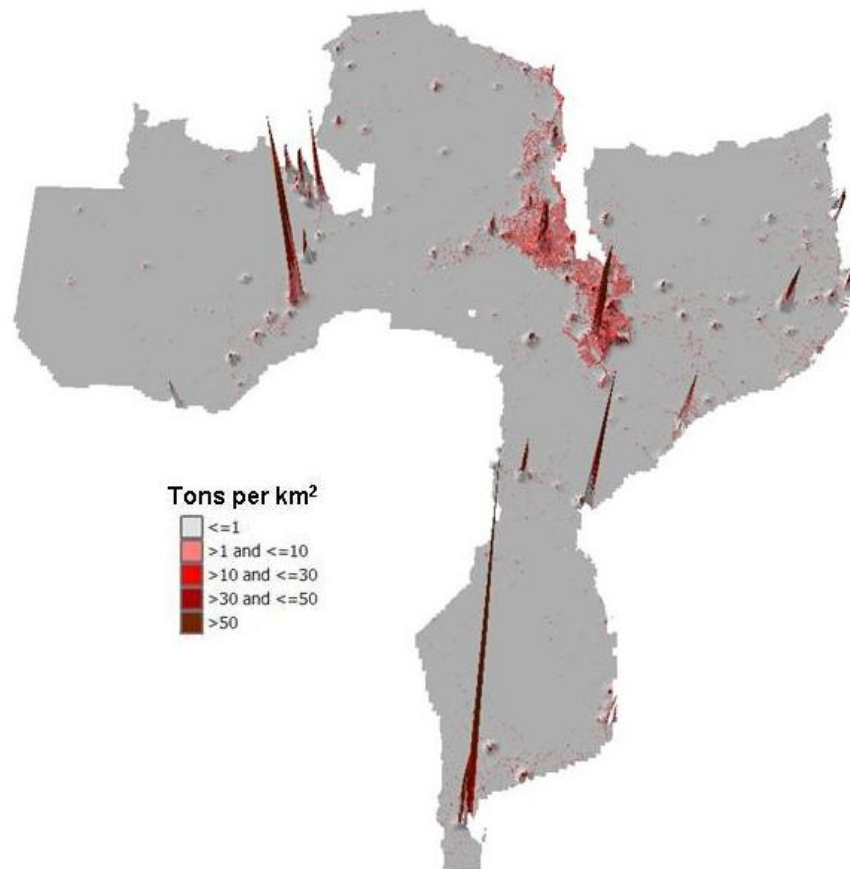 Tons per km²
<=1
>1 and <=10
>10 and <=30
>30 and <=50
>50